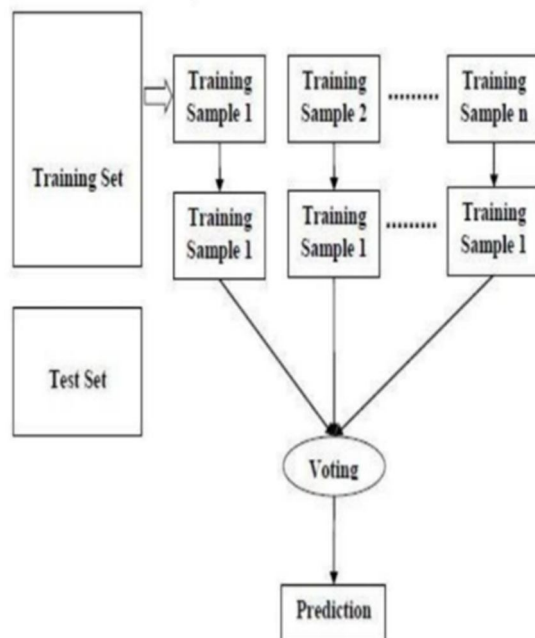 Training Set
Training
Sample 1
Training
Sample 2
Training
Sample n
Training
Sample 1
Training
Sample 1
Training
Sample 1
Test Set
Voting
Prediction